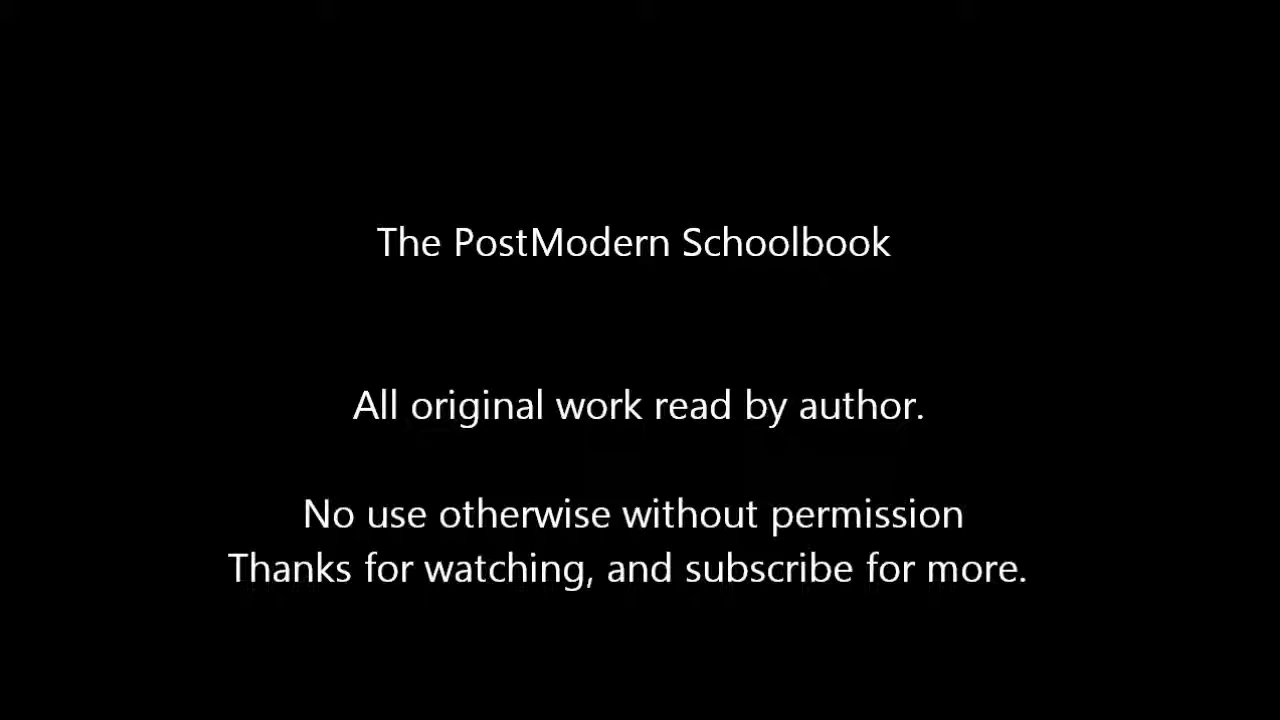 The PostModern Schoolbook
All original work read by author.
No use otherwise without permission
Thanks for watching, and subscribe for more.